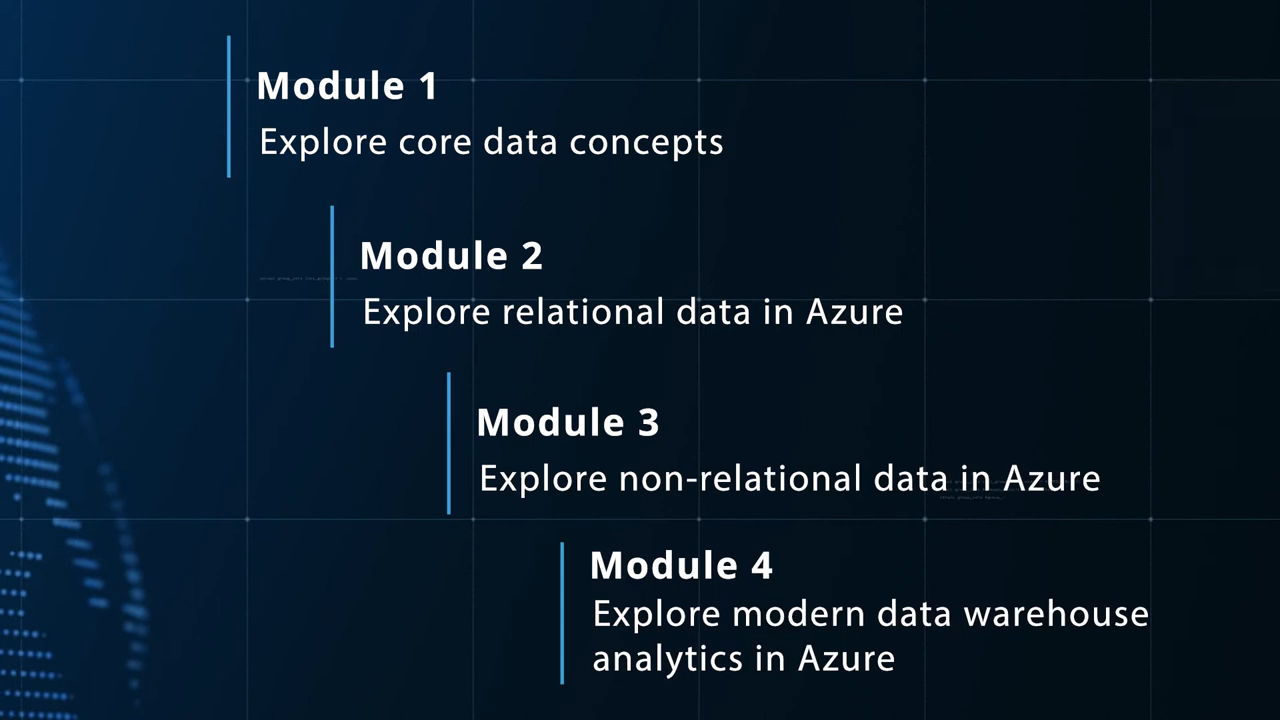 Module 1
Explore core data concepts
Module 2
Explore relational data in Azure
Module 3
Explore non-relational data in Azure
Module 4
Explore modern data warehouse
analytics in Azure